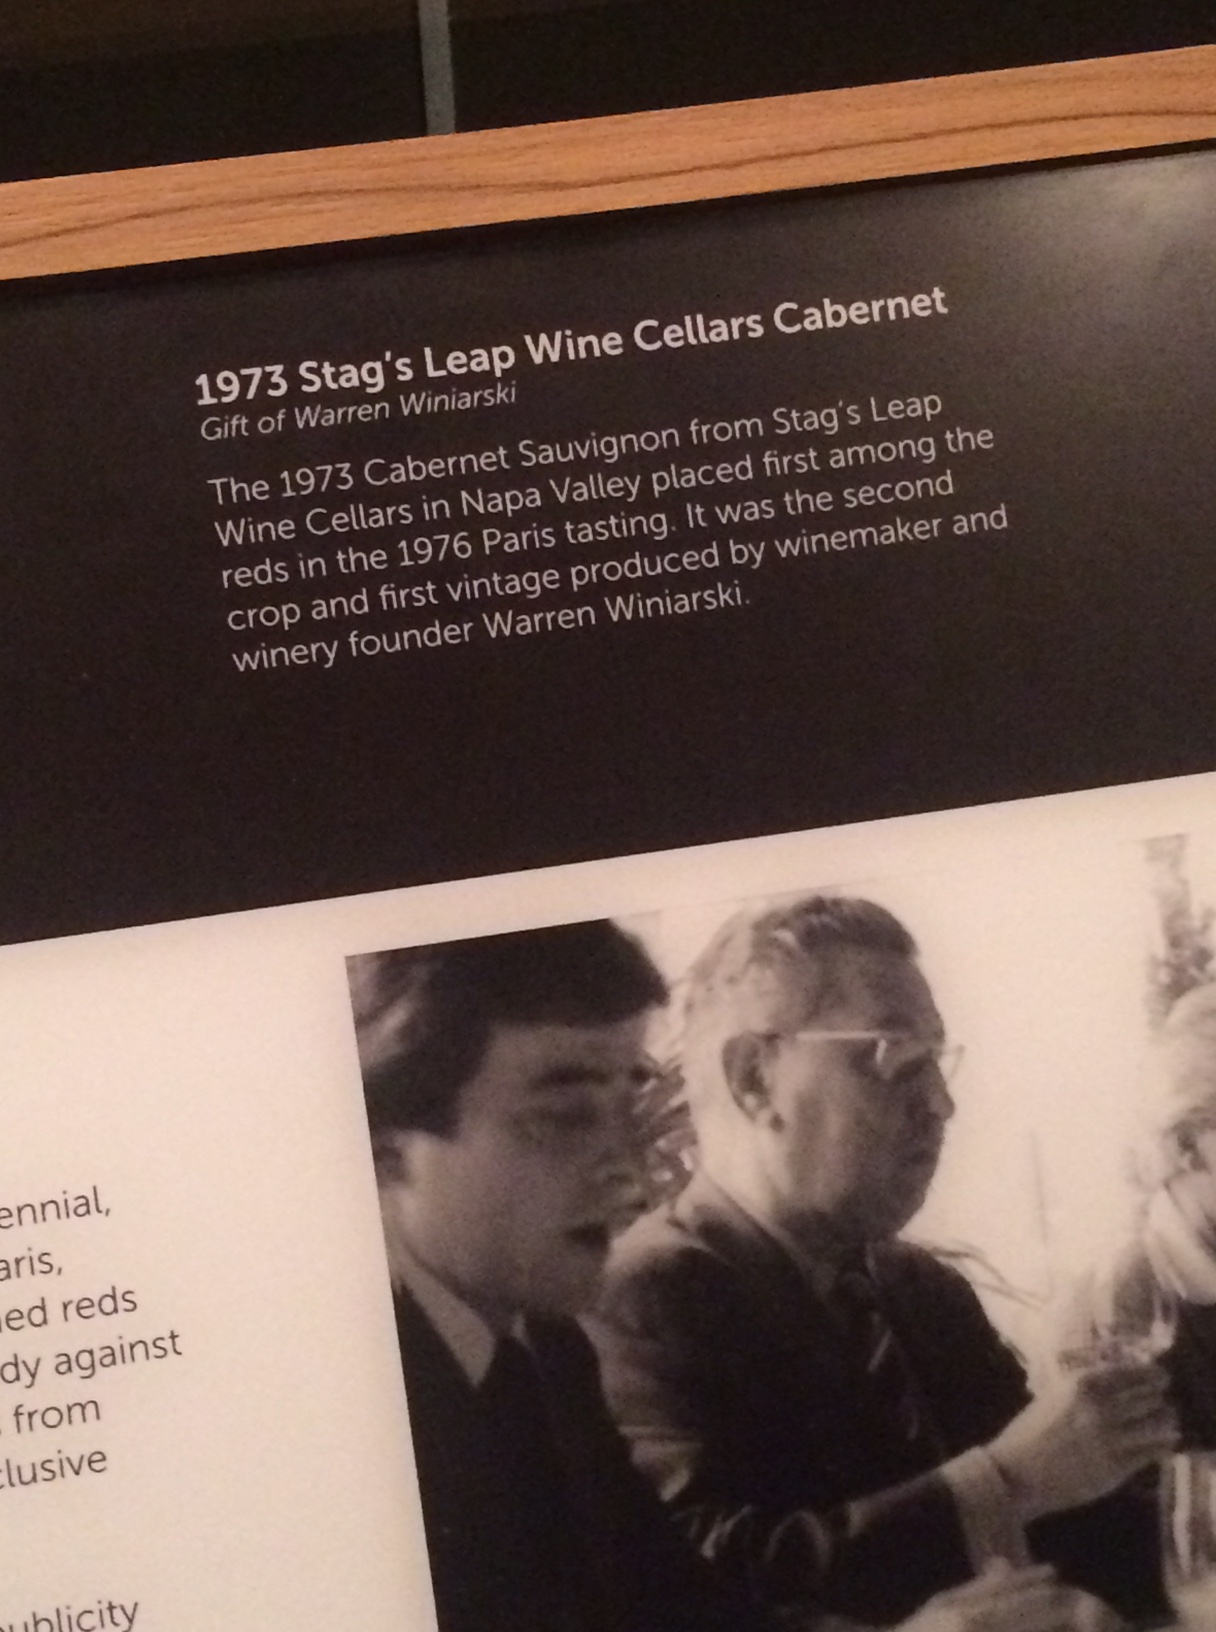 1973 Stag's Leap Wine Cellars Cabernet
Gift of Warren Winiarski
The 1973 Cabernet Sauvignon from Stag's Leap
Wine Cellars in Napa Valley placed first among the
reds in the 1976 Paris tasting. It was the second
crop and first vintage produced by winemaker and
winery founder Warren Winiarski.
ennial,
aris,
ed reds
dy against
from
clusive
ublicity